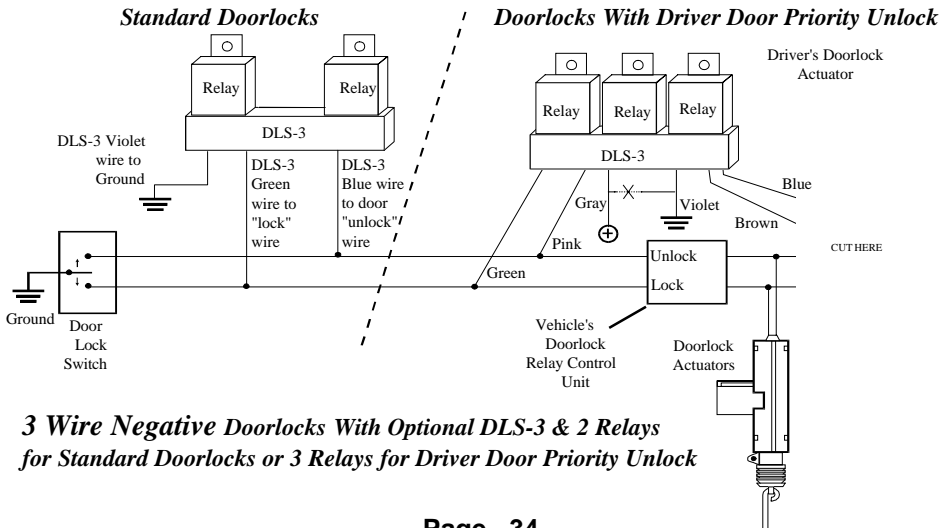 Standard Doorlocks
Doorlocks With Driver Door Priority Unlock
Relay
Relay
DLS-3
DLS-3 Violet
wire to
Ground
DLS-3
Green
wire to
"lock"
wire
DLS-3
Blue wire
to door
"unlock"
wire
Ground
Door
Lock
Switch
Driver's Doorlock
Actuator
Relay
Relay
Relay
DLS-3
Gray
X
Violet
Blue
Brown
Pink
Green
CUT HERE
Unlock
Lock
Vehicle's
Doorlock
Relay Control
Unit
Doorlock
Actuators
3 Wire Negative Doorlocks With Optional DLS-3 & 2 Relays
for Standard Doorlocks or 3 Relays for Driver Door Priority Unlock
Page - 34